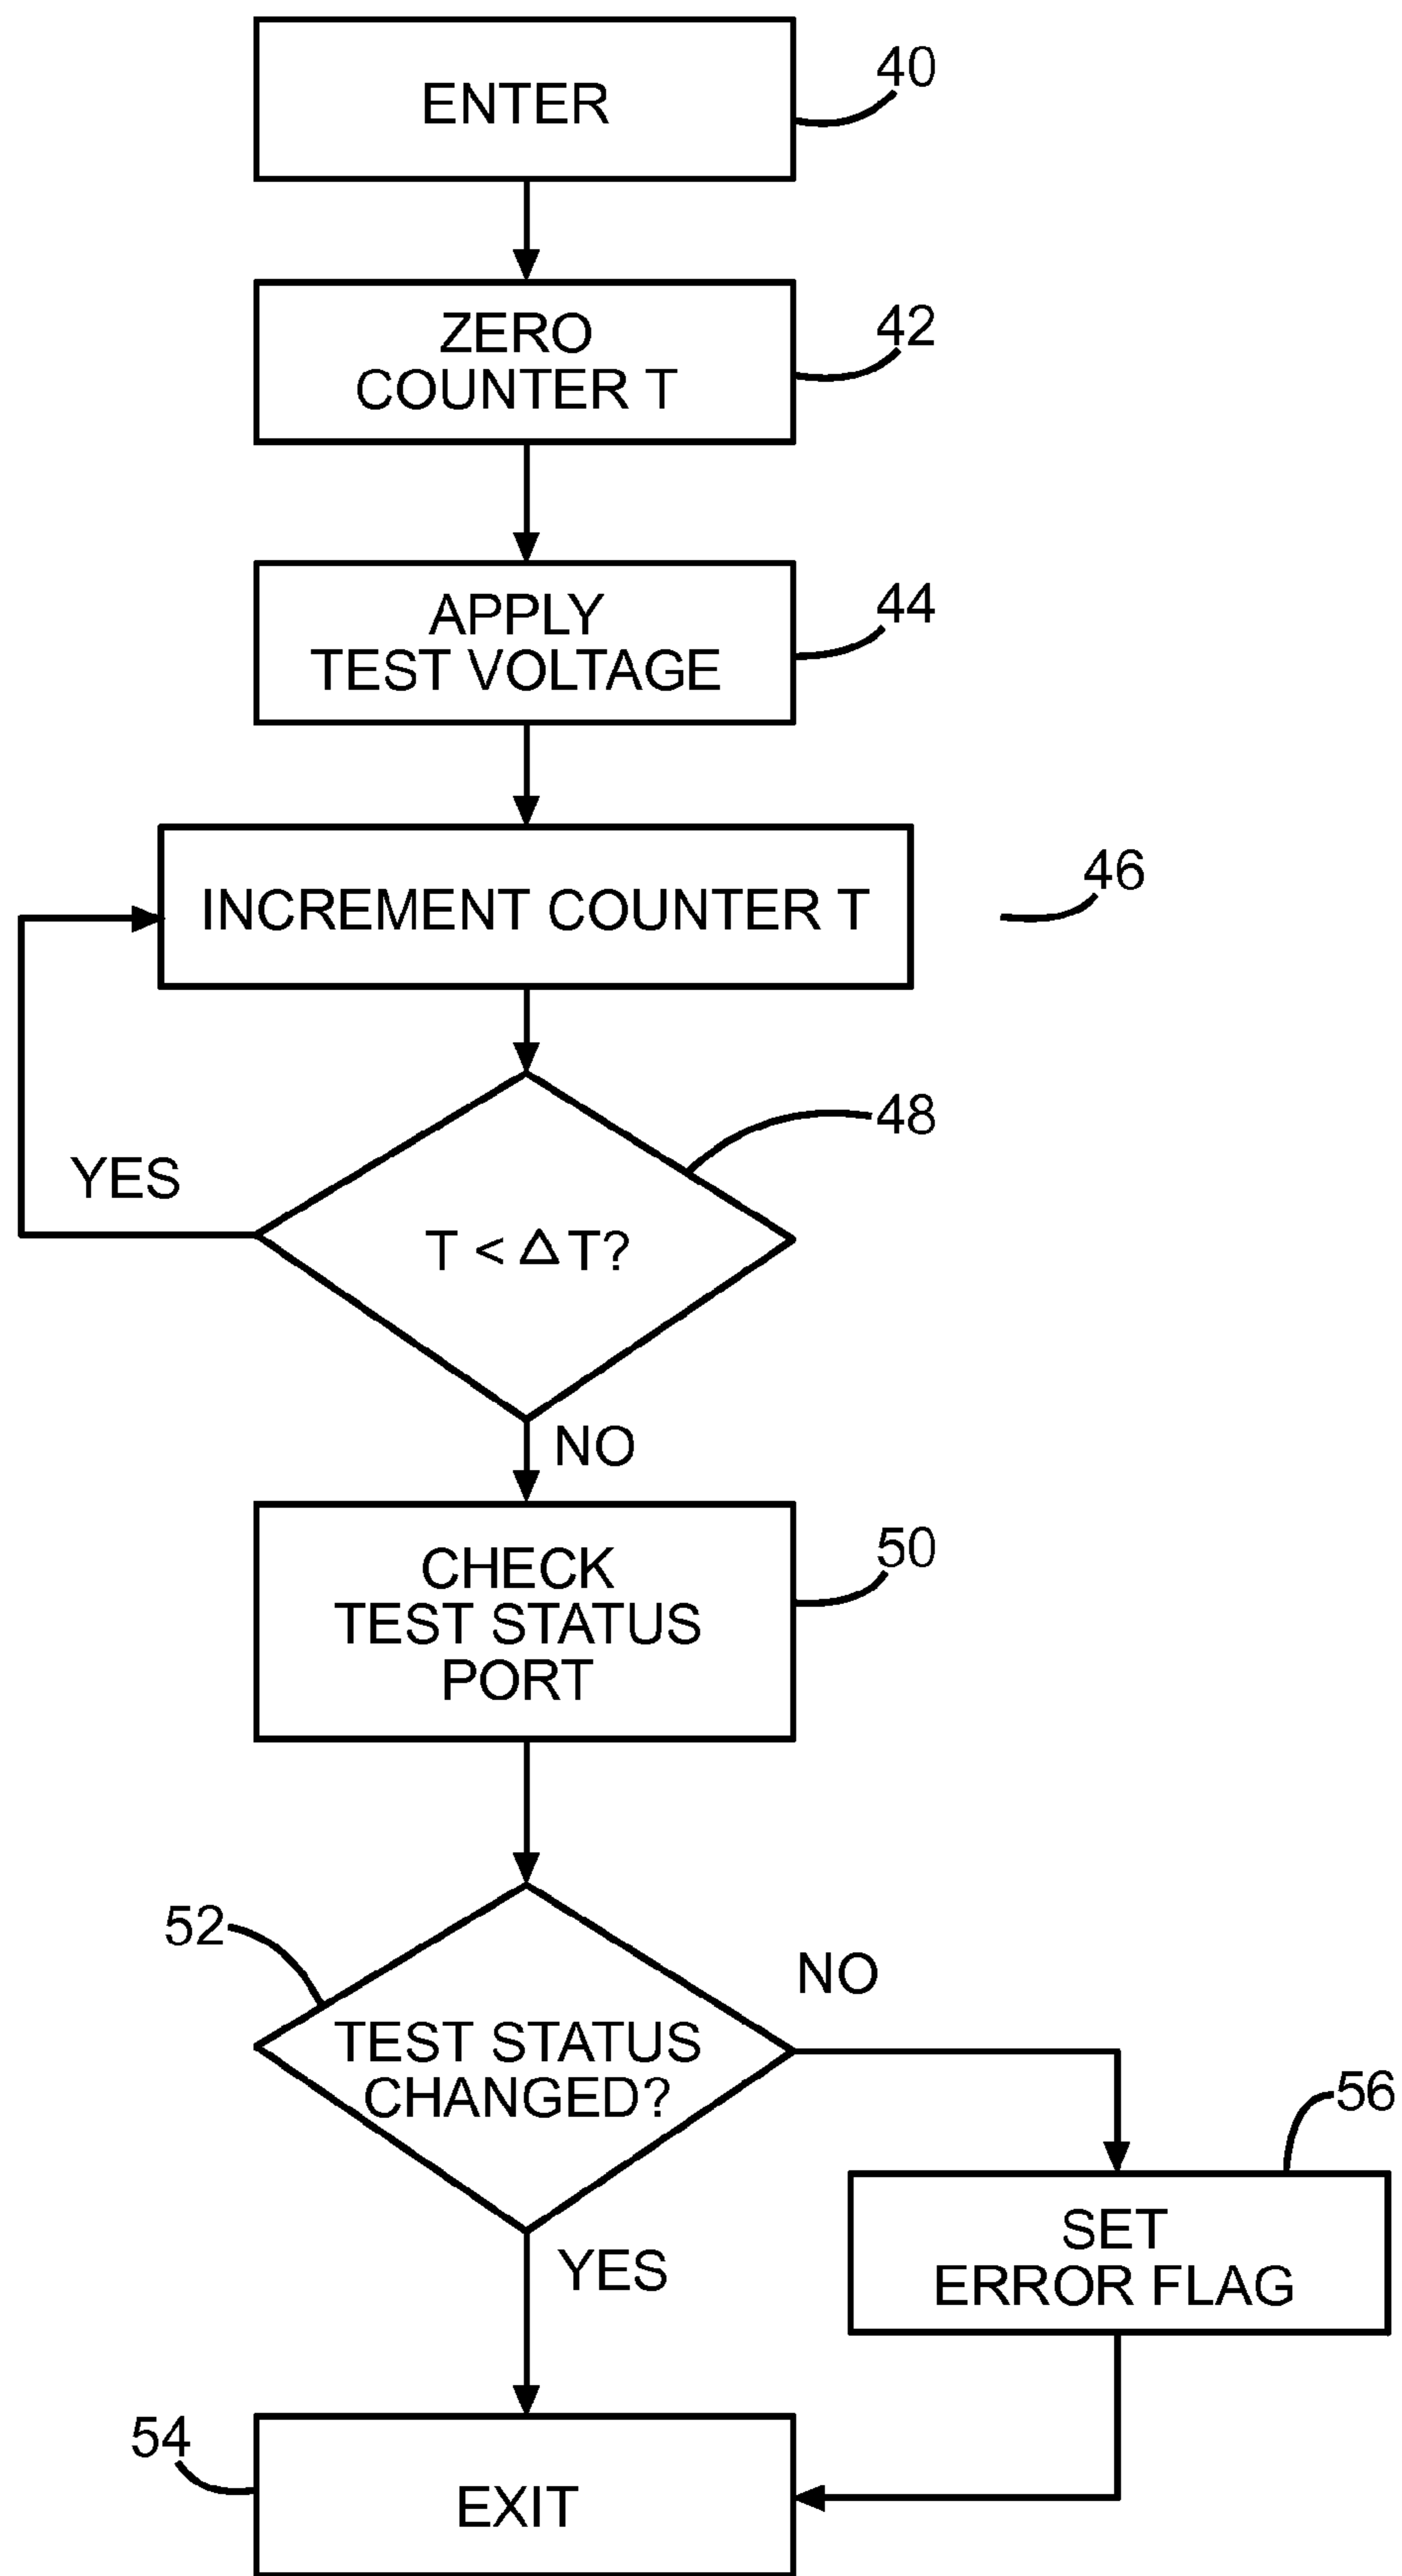 ENTER
40
ZERO
COUNTER T
42
APPLY
TEST VOLTAGE
44
INCREMENT COUNTER T
46
48
YES
T < Δ T?
NO
CHECK
TEST STATUS
PORT
50
52
NO
TEST STATUS
CHANGED?
56
SET
ERROR FLAG
YES
54
EXIT